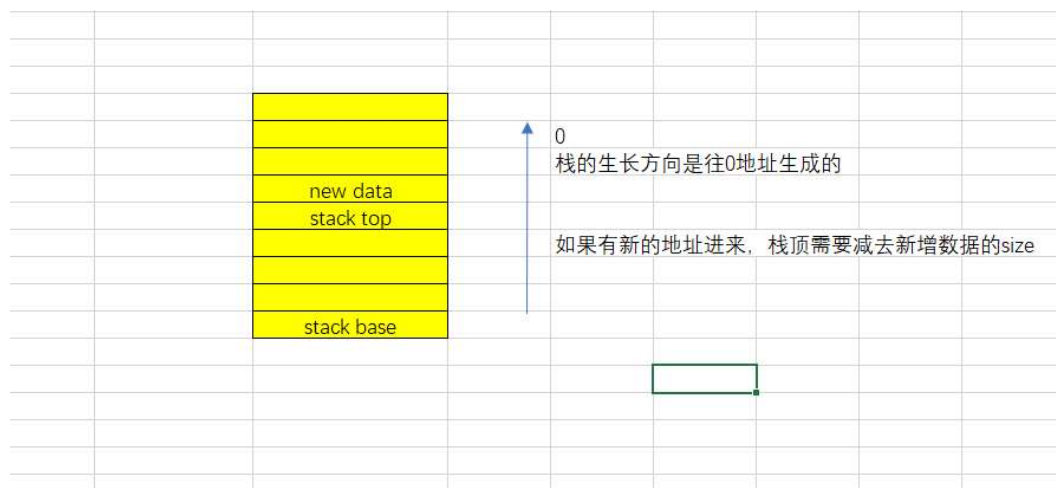 0
栈的生长方向是往0地址生成的
new data
stack top
如果有新的地址进来，栈顶需要减去新增数据的size
stack base